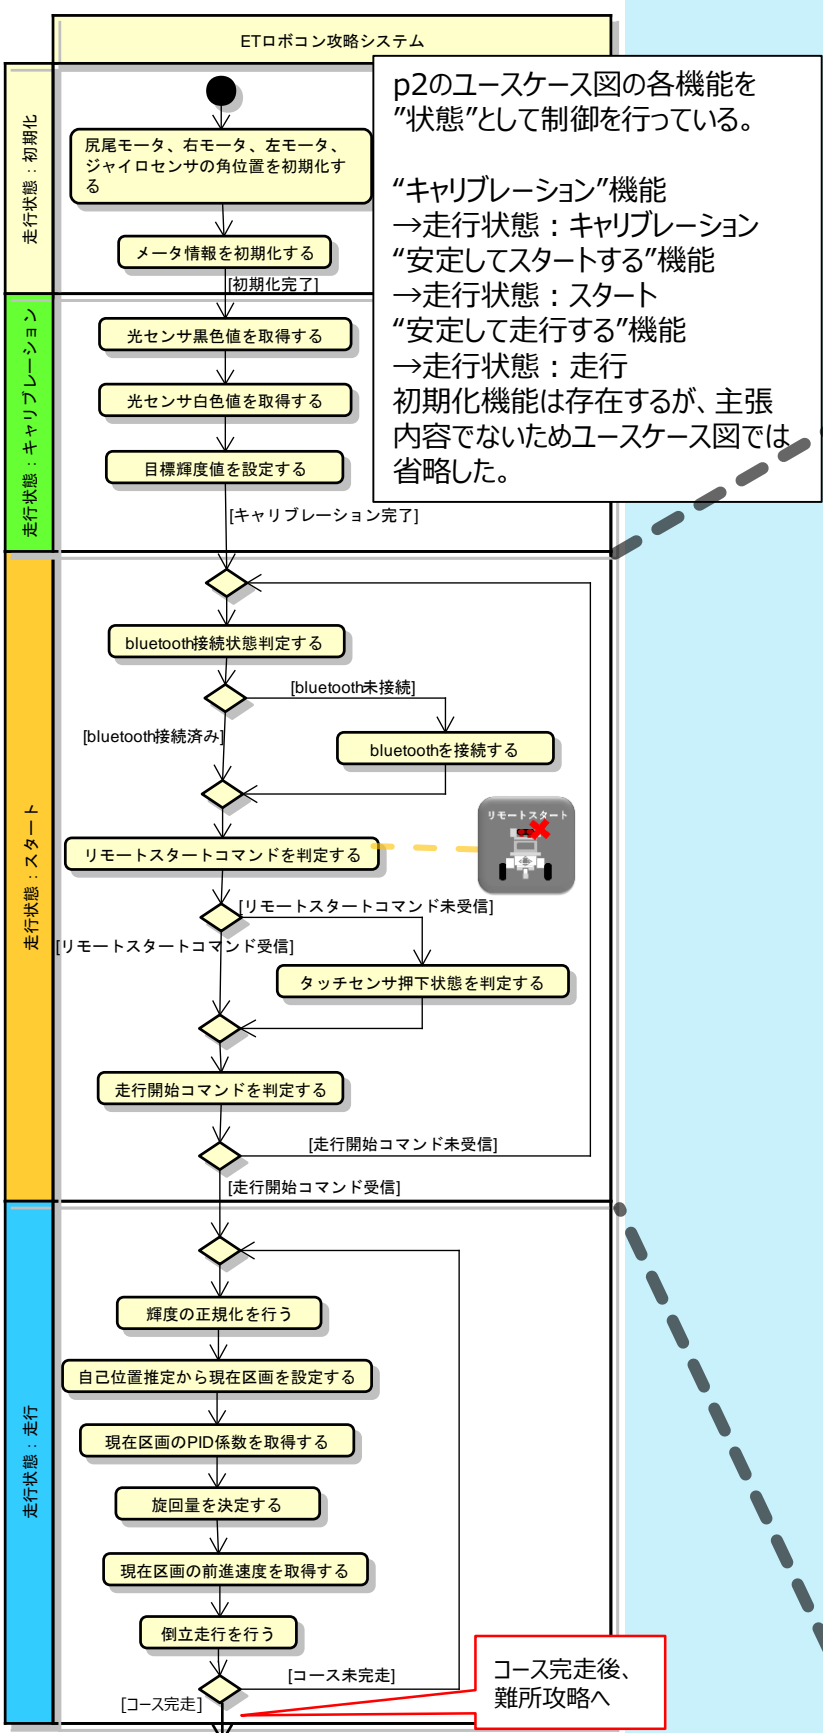 ETロボコン攻略システム
走行状態：初期化
尻尾モータ、右モータ、左モータ、
ジャイロセンサの角位置を初期化す
る
メータ情報を初期化する
[初期化完了]
p2のユースケース図の各機能を
”状態”として制御を行っている。
“キャリブレーション”機能
→走行状態：キャリブレーション
“安定してスタートする”機能
→走行状態：スタート
“安定して走行する”機能
→走行状態：走行
初期化機能は存在するが、主張
内容でないためユースケース図では
省略した。
走行状態：キャリブレーション
光センサ黒色値を取得する
光センサ白色値を取得する
目標輝度値を設定する
[キャリブレーション完了]
走行状態：スタート
bluetooth接続状態判定する
[bluetooth未接続]
[bluetooth接続済み]
bluetoothを接続する
リモートスタート
リモートスタートコマンドを判定する
[リモートスタートコマンド未受信]
[リモートスタートコマンド受信]
タッチセンサ押下状態を判定する
走行開始コマンドを判定する
[走行開始コマンド未受信]
[走行開始コマンド受信]
走行状態：走行
輝度の正規化を行う
自己位置推定から現在区画を設定する
現在区画のPID係数を取得する
旋回量を決定する
現在区画の前進速度を取得する
倒立走行を行う
[コース未完走]
[コース完走]
コース完走後、
難所攻略へ